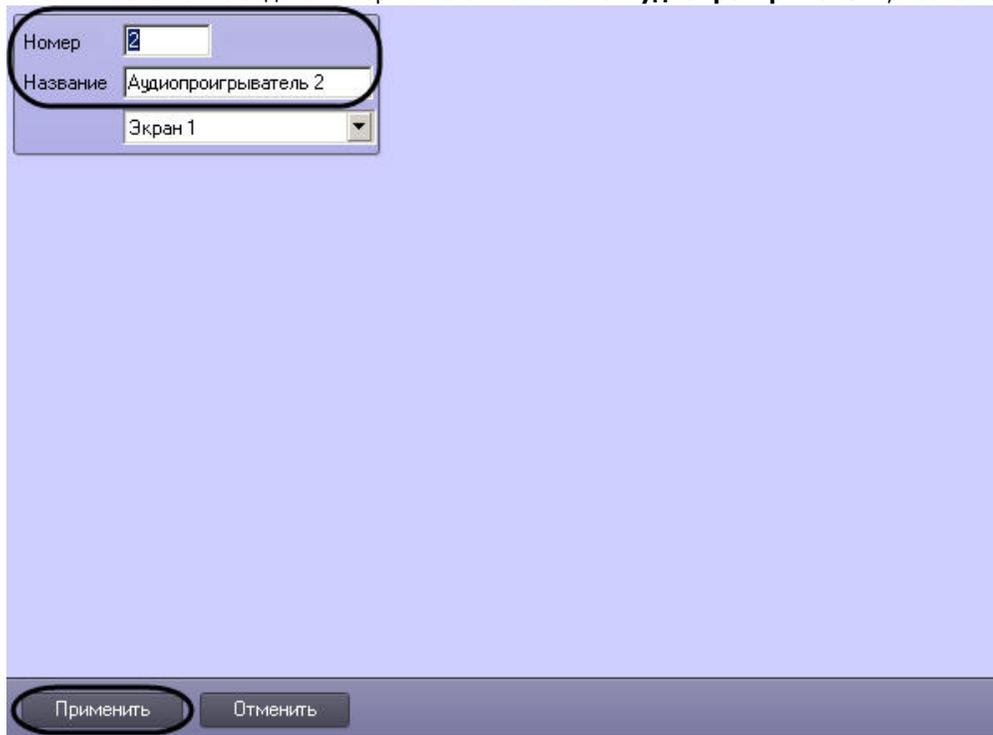 Номер 2
Название Аудиопроигрыватель 2
Экран 1
Применить Отменить